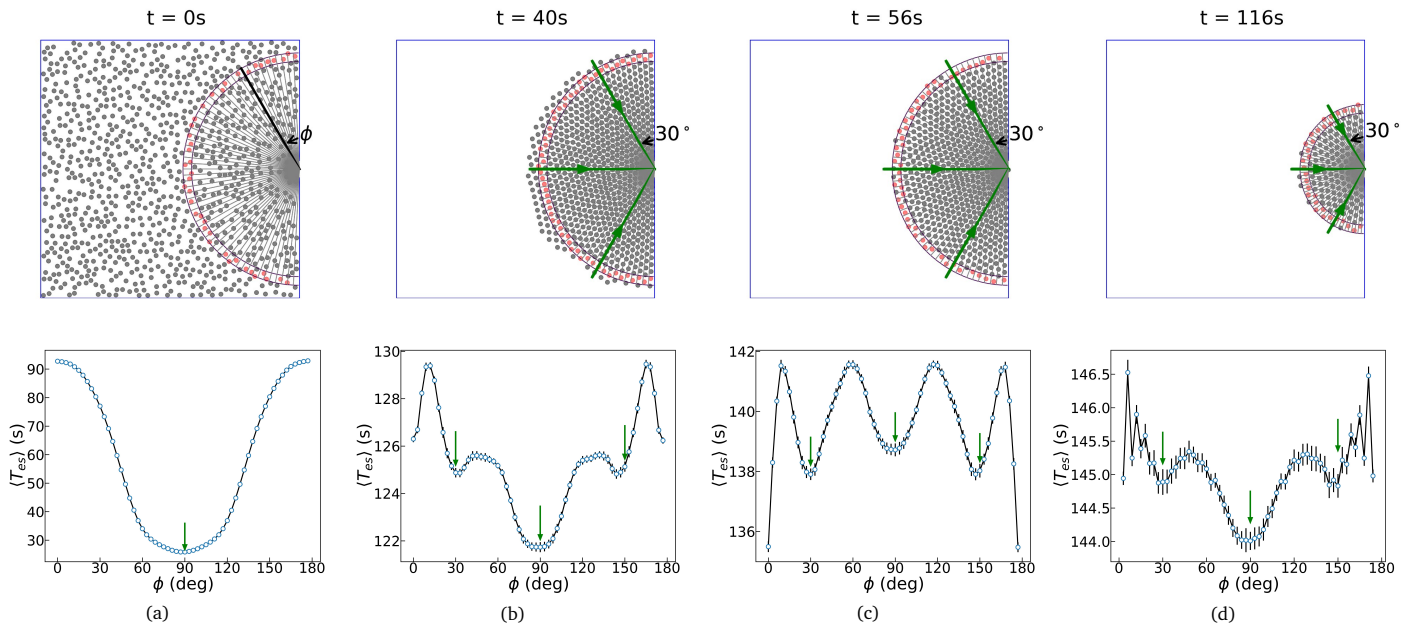 t = 0s
t = 40s
t = 56s
t = 116s
ϕ
30°
30°
30°
⟨T_es⟩ (s)
90
80
70
60
50
40
30
0 30 60 90 120 150 180
ϕ (deg)
(a)
⟨T_es⟩ (s)
130
128
126
124
122
0 30 60 90 120 150 180
ϕ (deg)
(b)
⟨T_es⟩ (s)
142
140
138
136
0 30 60 90 120 150 180
ϕ (deg)
(c)
⟨T_es⟩ (s)
146.5
146.0
145.5
145.0
144.5
144.0
0 30 60 90 120 150 180
ϕ (deg)
(d)